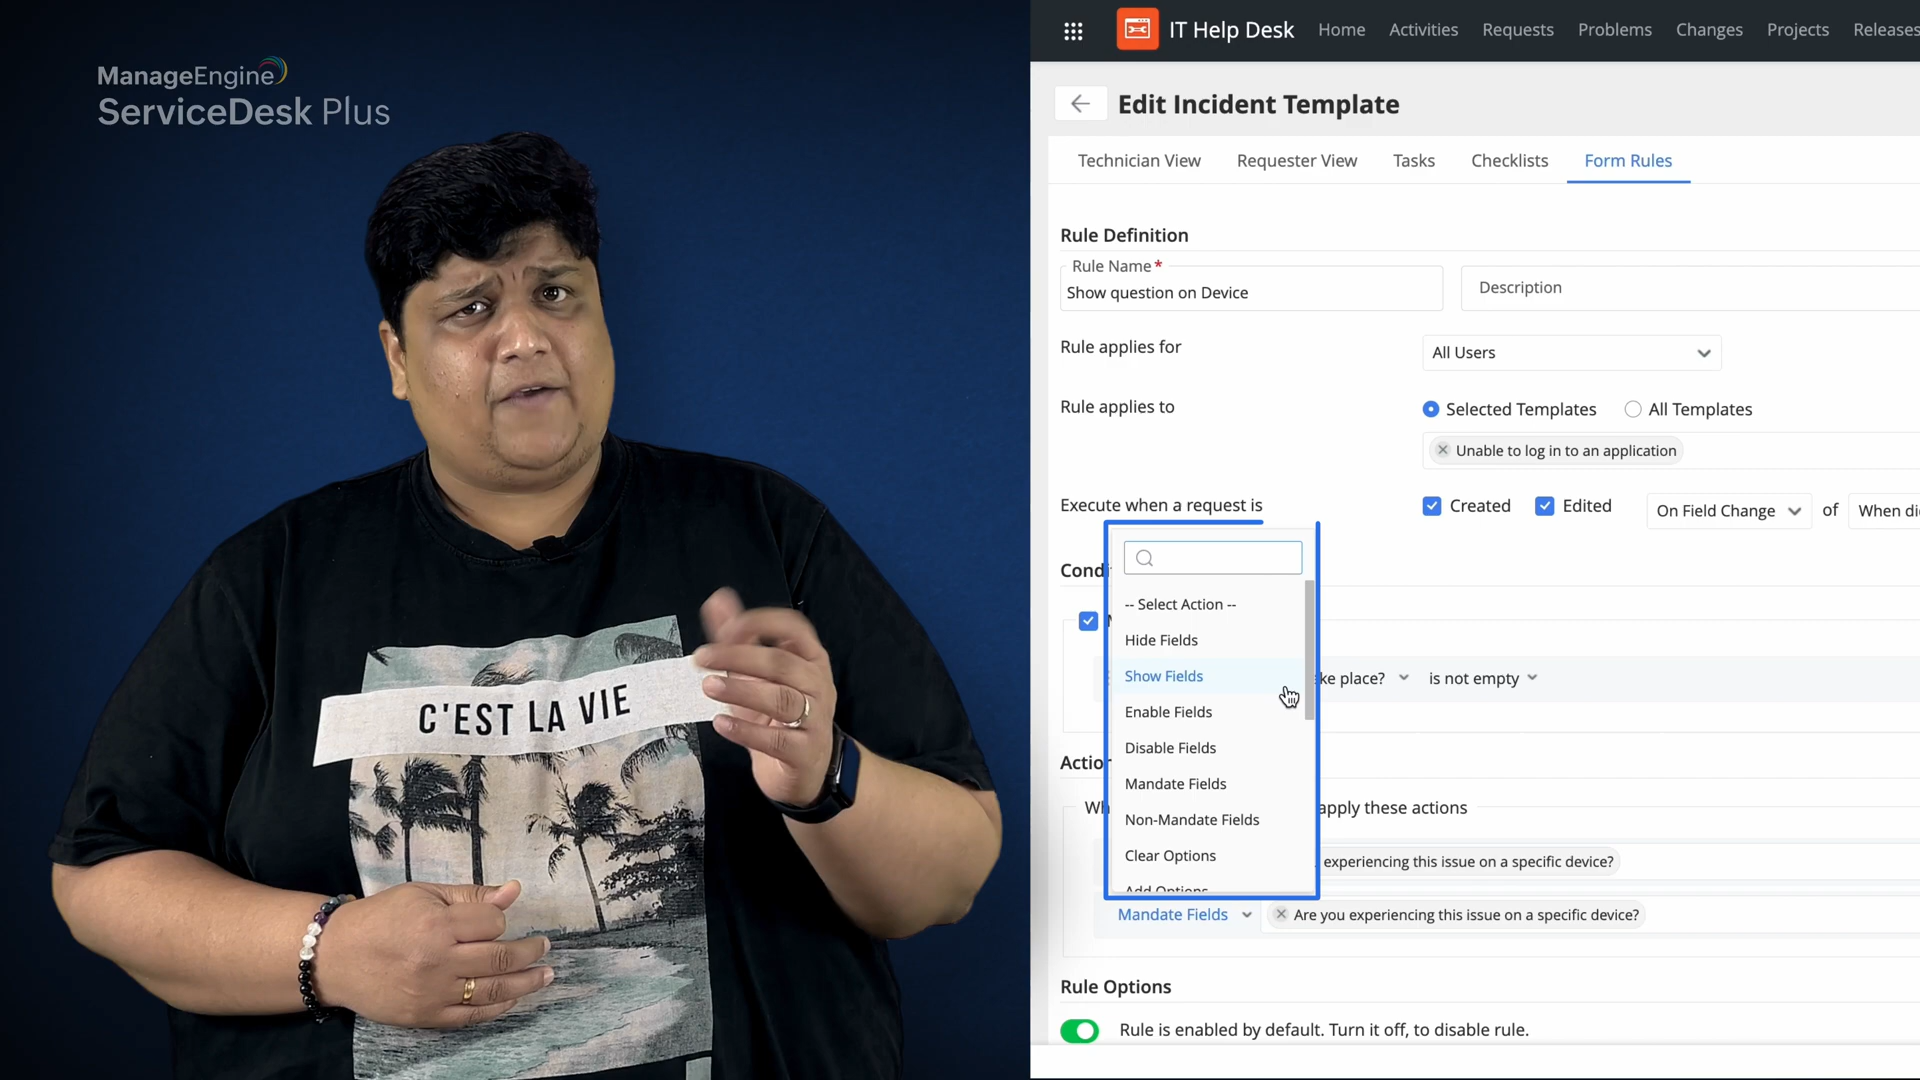 ManageEngine
ServiceDesk Plus
C'EST LA VIE
IT Help Desk Home Activities Requests Problems Changes Projects Releases
Edit Incident Template
Technician View Requester View Tasks Checklists Form Rules
Rule Definition
Rule Name*
Show question on Device
Description
Rule applies for
All Users
Rule applies to
Selected Templates All Templates
Unable to log in to an application
Execute when a request is
Created Edited On Field Change of When
-- Select Action --
Hide Fields
Show Fields
Enable Fields
Disable Fields
Mandate Fields
Non-Mandate Fields
Clear Options
Add Options
place? is not empty
apply these actions
experiencing this issue on a specific device?
Mandate Fields Are you experiencing this issue on a specific device?
Rule Options
Rule is enabled by default. Turn it off, to disable rule.